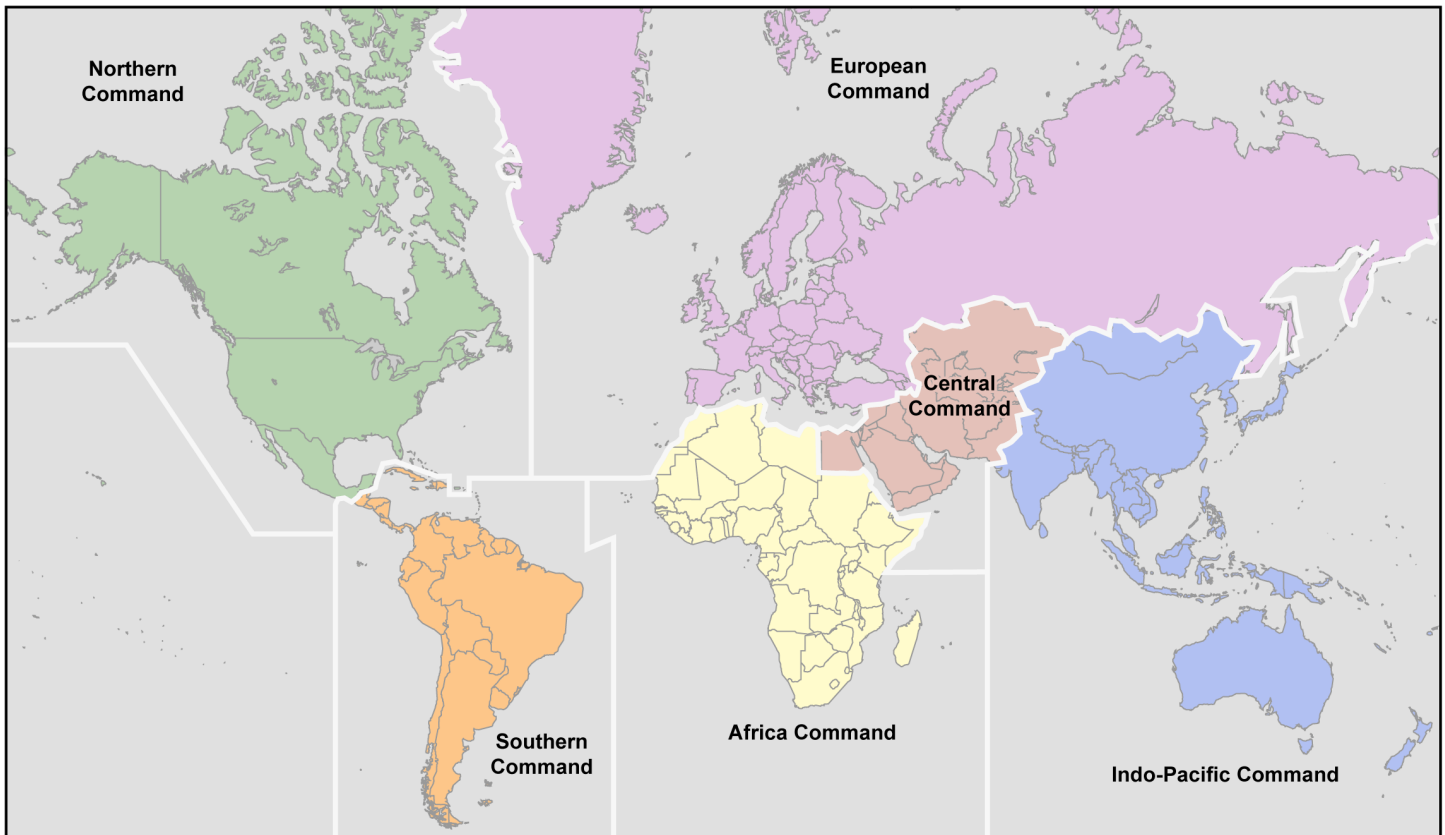 Northern
Command
European
Command
Central
Command
Southern
Command
Africa Command
Indo-Pacific Command